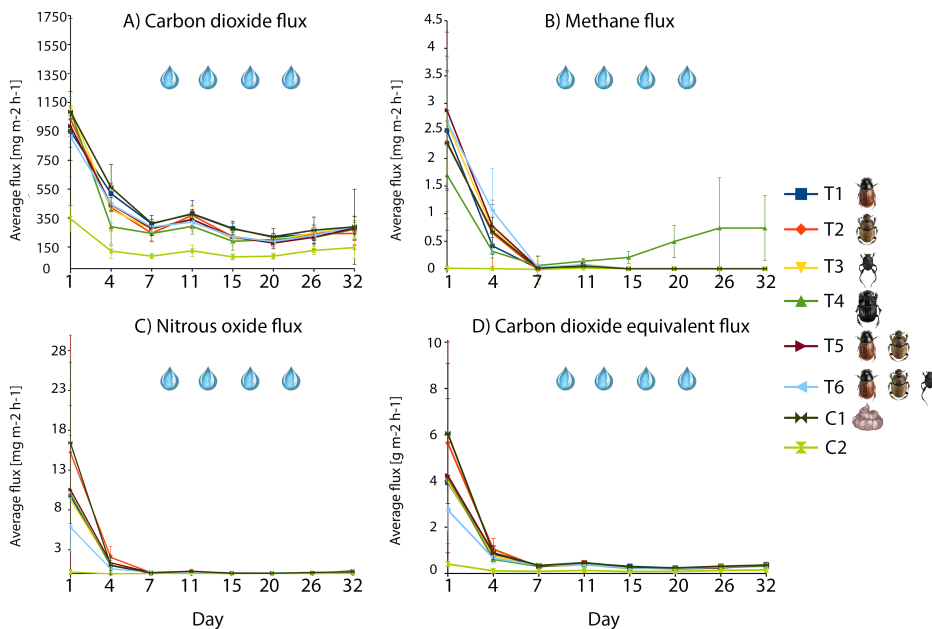 A) Carbon dioxide flux
Average flux [mg m-2 h-1]
1750
1550
1350
1150
950
750
550
350
150
0
1 4 7 11 15 20 26 32
B) Methane flux
Average flux [mg m-2 h-1]
4.5
4
3.5
3
2.5
2
1.5
1
0.5
0
1 4 7 11 15 20 26 32
C) Nitrous oxide flux
Average flux [mg m-2 h-1]
28
23
18
13
8
3
1 4 7 11 15 20 26 32
Day
D) Carbon dioxide equivalent flux
Average flux [g m-2 h-1]
10
8
6
4
2
0
1 4 7 11 15 20 26 32
Day
T1
T2
T3
T4
T5
T6
C1
C2